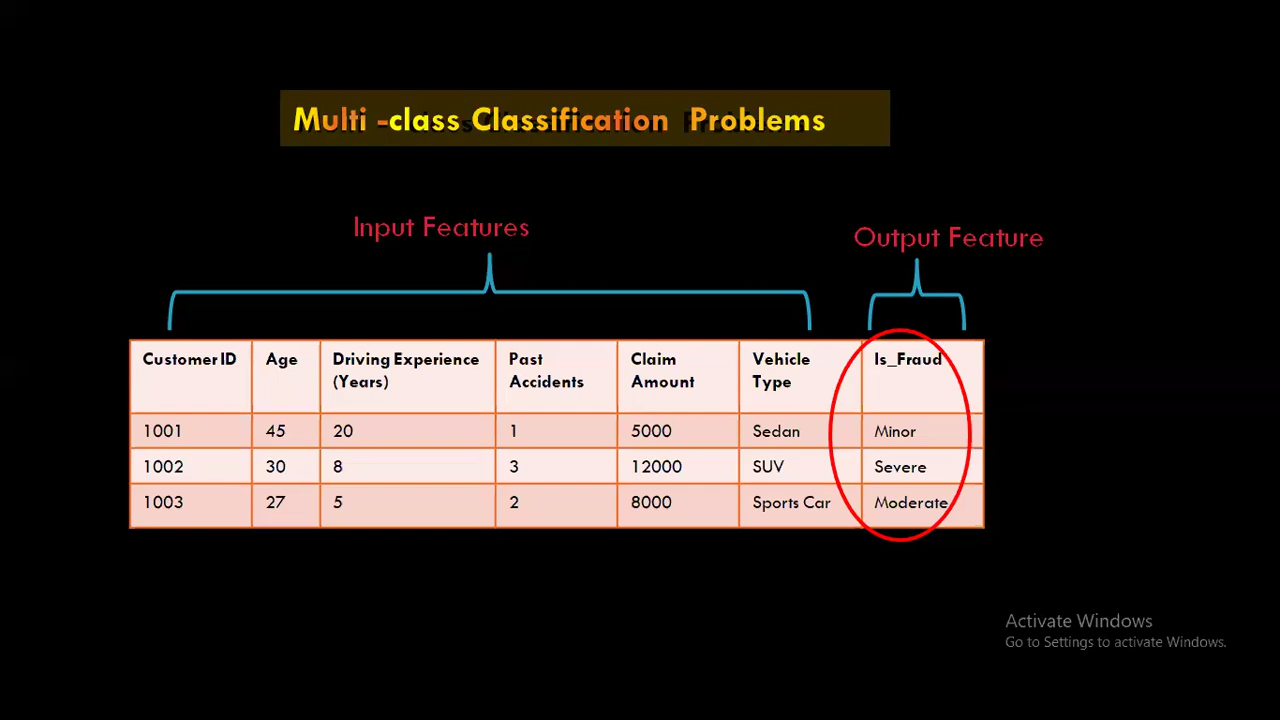 Multi -class Classification Problems
Input Features
Output Feature
Customer ID Age Driving Experience (Years) Past Accidents Claim Amount Vehicle Type Is_Fraud
1001 45 20 1 5000 Sedan Minor
1002 30 8 3 12000 SUV Severe
1003 27 5 2 8000 Sports Car Moderate
Activate Windows
Go to Settings to activate Windows.